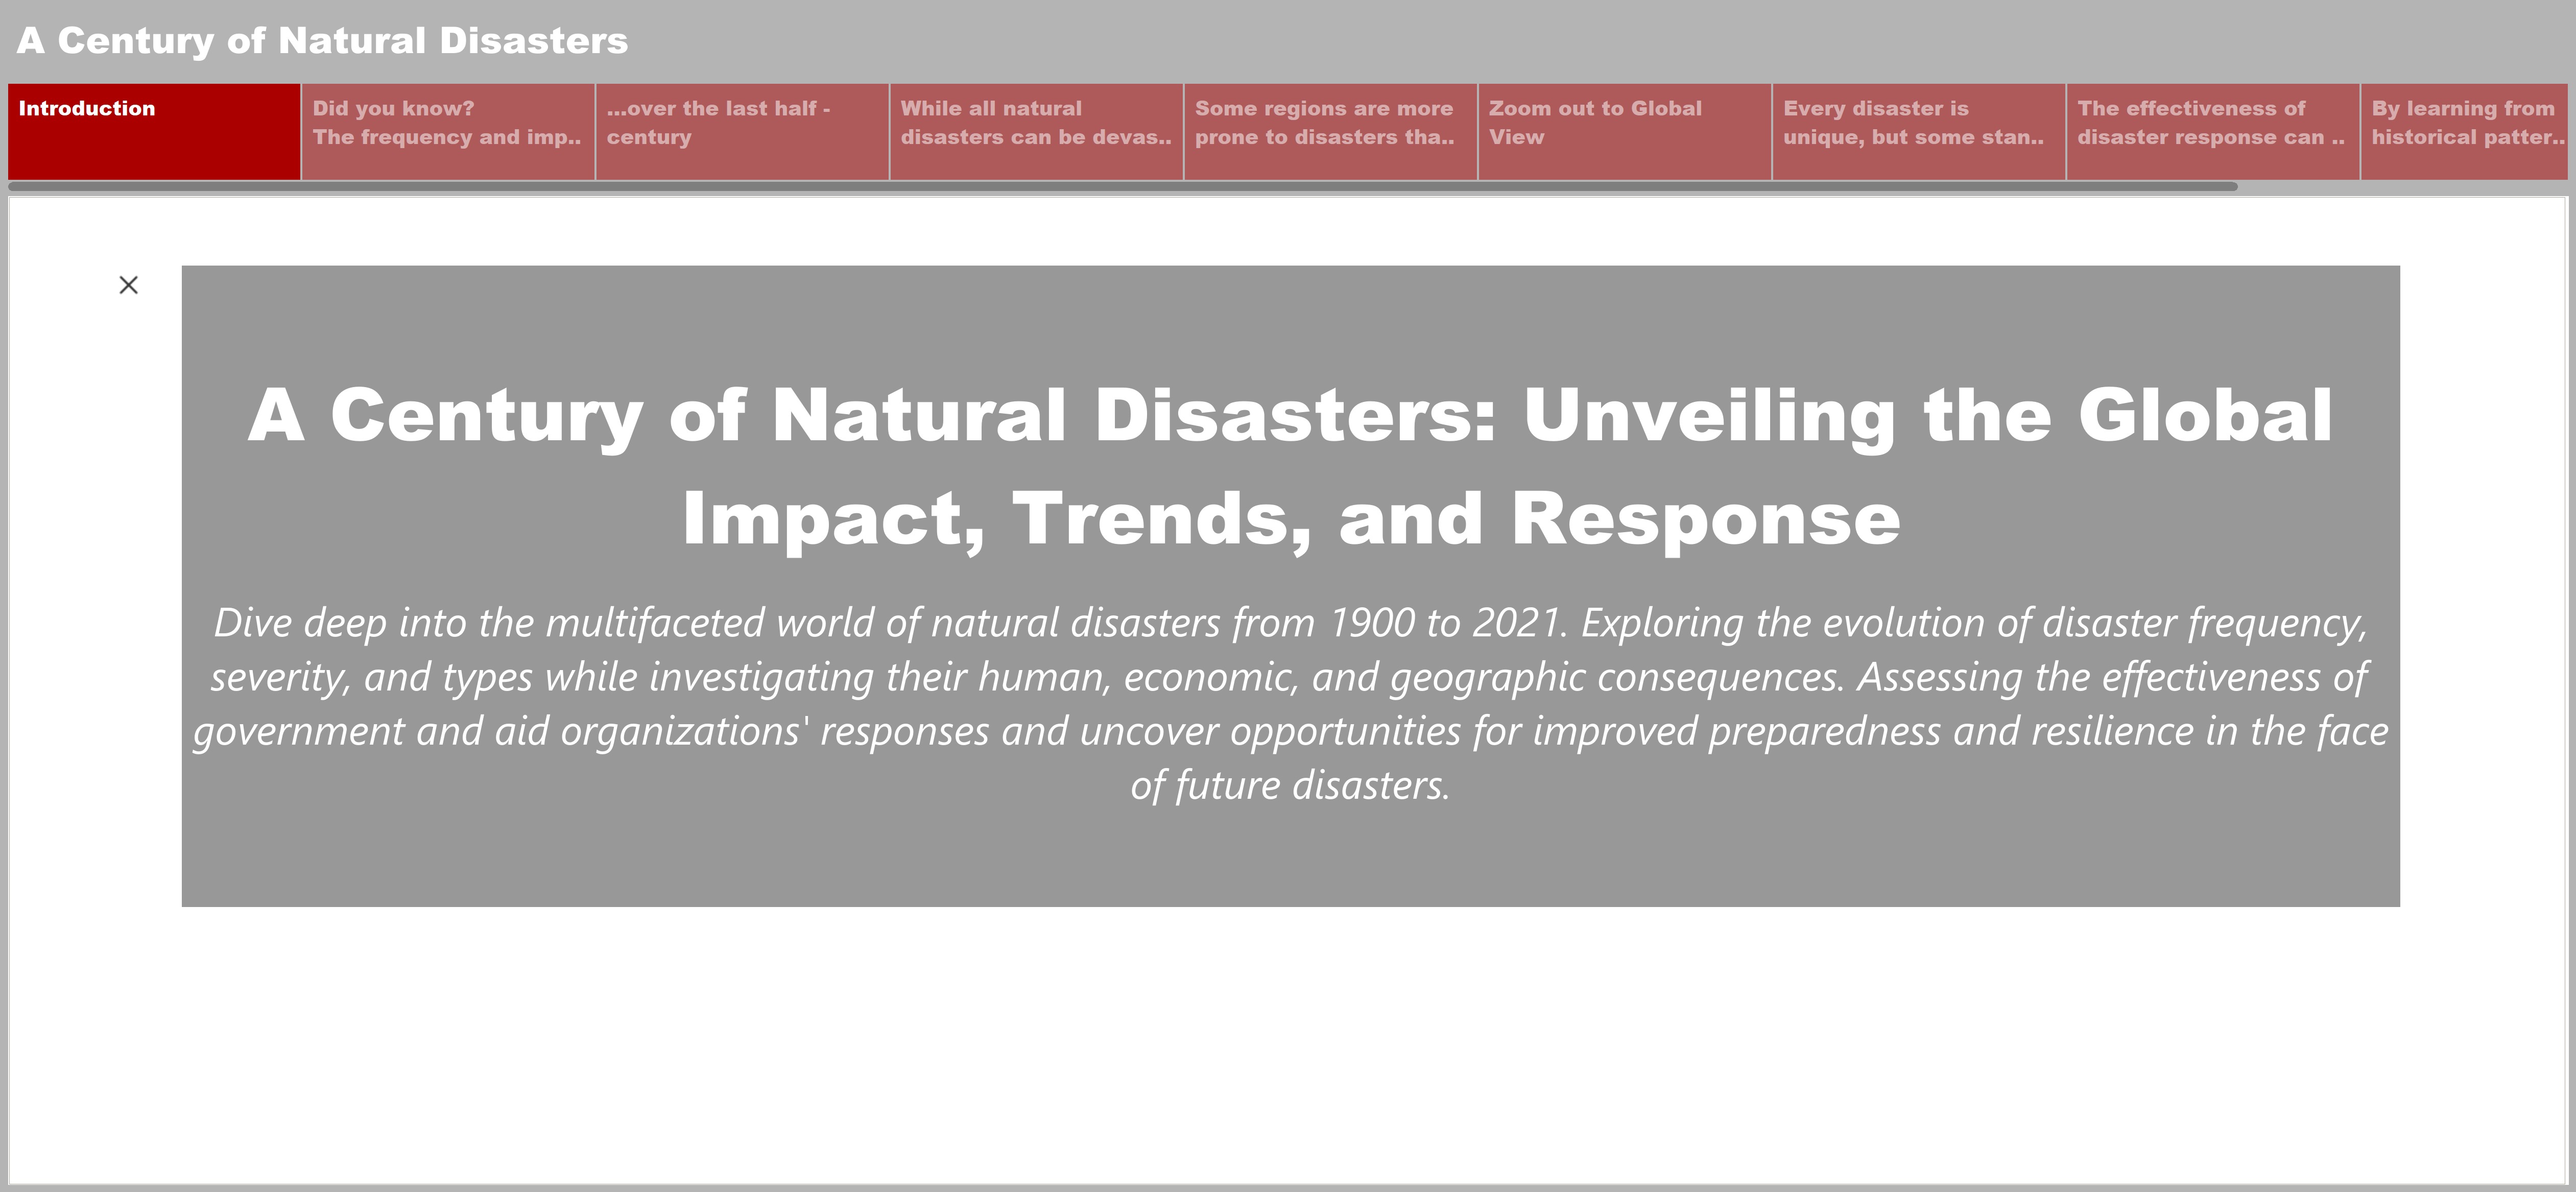 A Century of Natural Disasters
Introduction
Did you know?
The frequency and imp..
...over the last half -
century
While all natural
disasters can be devas..
Some regions are more
prone to disasters tha..
Zoom out to Global
View
Every disaster is
unique, but some stan..
The effectiveness of
disaster response can ..
By learning from
historical patter..
A Century of Natural Disasters: Unveiling the Global
Impact, Trends, and Response
Dive deep into the multifaceted world of natural disasters from 1900 to 2021. Exploring the evolution of disaster frequency,
severity, and types while investigating their human, economic, and geographic consequences. Assessing the effectiveness of
government and aid organizations' responses and uncover opportunities for improved preparedness and resilience in the face
of future disasters.